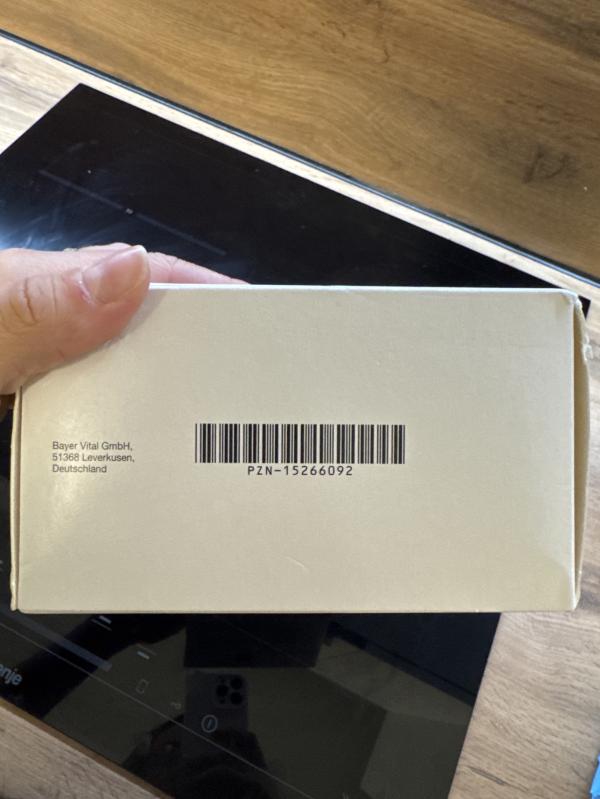 Bayer Vital GmbH,
51368 Leverkusen,
Deutschland
PZN-15266092